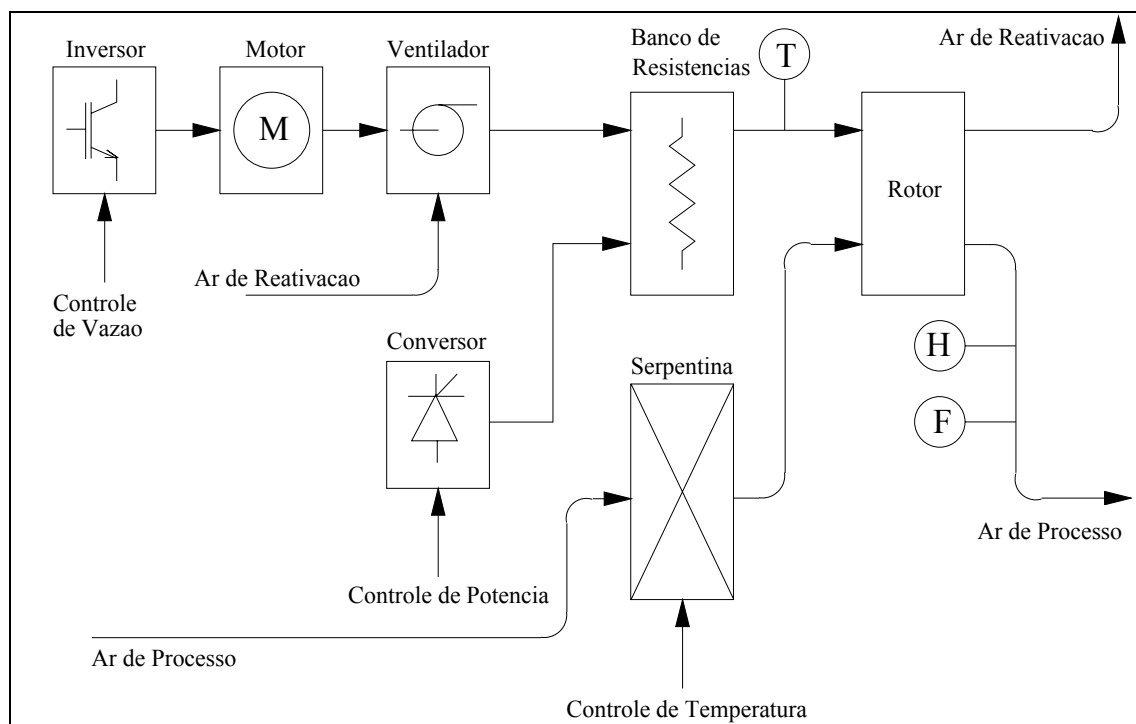 Inversor
Motor
Ventilador
Banco de
Resistencias
T
Ar de Reativacao
M
Rotor
Ar de Reativacao
Controle
de Vazao
Conversor
Serpentina
H
F
Ar de Processo
Controle de Potencia
Ar de Processo
Controle de Temperatura